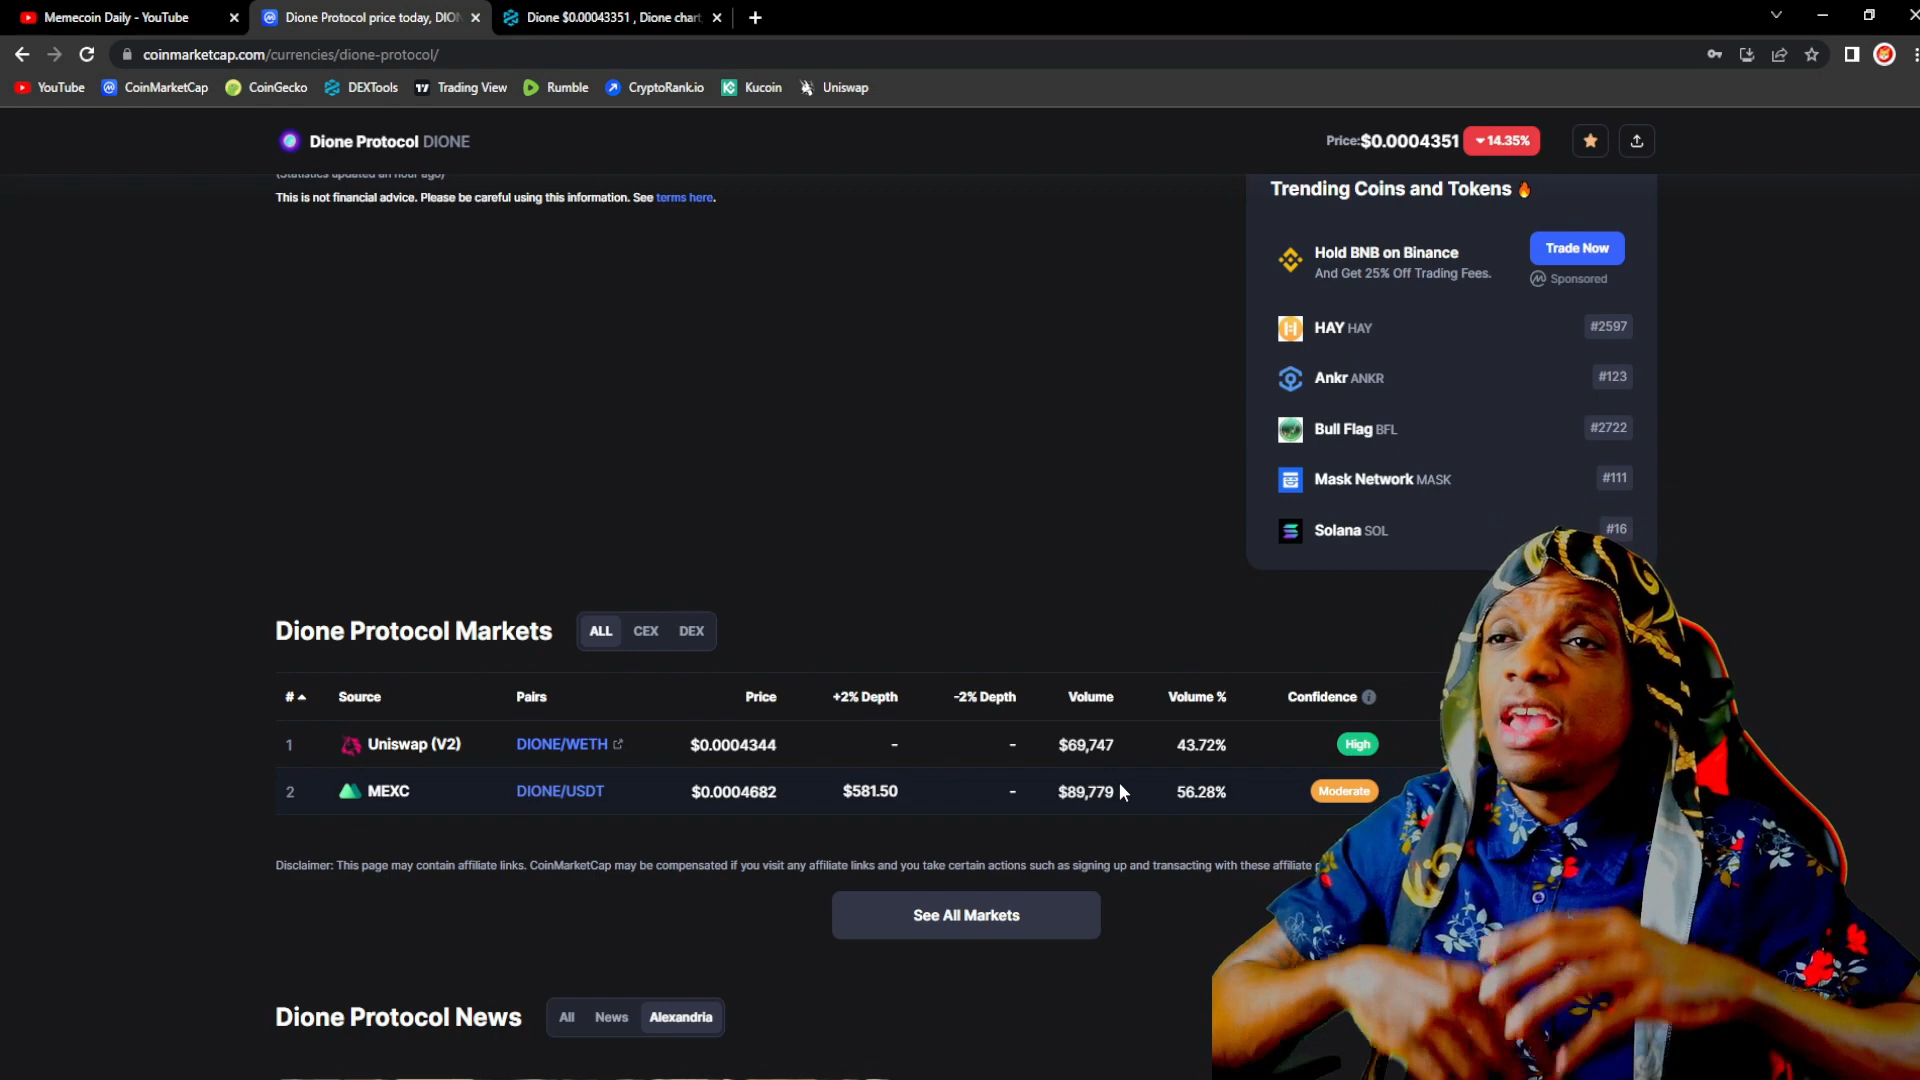 Memecoin Daily - YouTube
Dione Protocol price today, DIO
Dione $0.00043351 , Dione chart
coinmarketcap.com/currencies/dione-protocol/
YouTube CoinMarketCap CoinGecko DEXTools Trading View Rumble CryptoRank.io Kucoin Uniswap
Dione Protocol DIONE
Price:$0.0004351 14.35%
(Statistics updated an hour ago)
This is not financial advice. Please be careful using this information. See terms here.
Trending Coins and Tokens
Hold BNB on Binance
And Get 25% Off Trading Fees.
Trade Now
Sponsored
HAY HAY #2597
Ankr ANKR #123
Bull Flag BFL #2722
Mask Network MASK #111
Solana SOL #16
Dione Protocol Markets ALL CEX DEX
# Source Pairs Price +2% Depth -2% Depth Volume Volume % Confidence
1 Uniswap (V2) DIONE/WETH $0.0004344 - - $69,747 43.72% High
2 MEXC DIONE/USDT $0.0004682 $581.50 - $89,779 56.28% Moderate
Disclaimer: This page may contain affiliate links. CoinMarketCap may be compensated if you visit any affiliate links and you take certain actions such as signing up and transacting with these affiliate
See All Markets
Dione Protocol News All News Alexandria